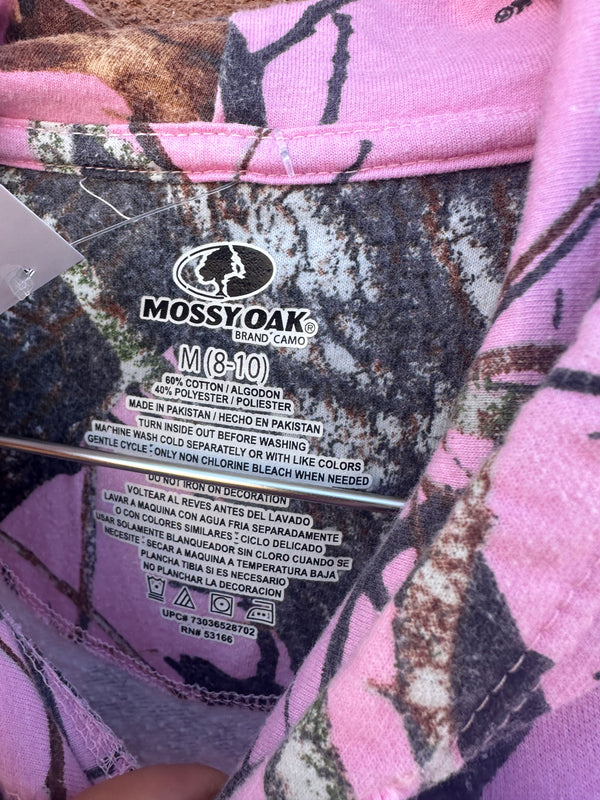 MOSSY OAK®
BRAND CAMO
M (8-10)
60% COTTON / ALGODON
40% POLYESTER / POLIESTER
MADE IN PAKISTAN / HECHO EN PAKISTAN
TURN INSIDE OUT BEFORE WASHING
MACHINE WASH COLD SEPARATELY OR WITH LIKE COLORS
GENTLE CYCLE · ONLY NON CHLORINE BLEACH WHEN NEEDED
DO NOT IRON ON DECORATION
VOLTEAR AL REVES ANTES DEL LAVADO
LAVAR A MAQUINA CON AGUA FRIA SEPARADAMENTE
O CON COLORES SIMILARES · CICLO DELICADO
USAR SOLAMENTE BLANQUEADOR SIN CLORO CUANDO SE
NECESITE · SECAR A MAQUINA A TEMPERATURA BAJA
PLANCHA TIBIA SI ES NECESARIO
NO PLANCHAR LA DECORACION
UPC# 73036528702
RN# 53166